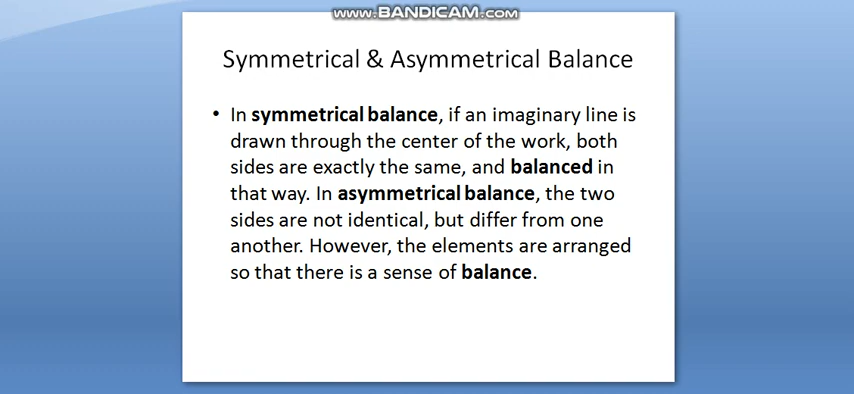 www.BANDICAM.com
Symmetrical & Asymmetrical Balance
• In symmetrical balance, if an imaginary line is
drawn through the center of the work, both
sides are exactly the same, and balanced in
that way. In asymmetrical balance, the two
sides are not identical, but differ from one
another. However, the elements are arranged
so that there is a sense of balance.